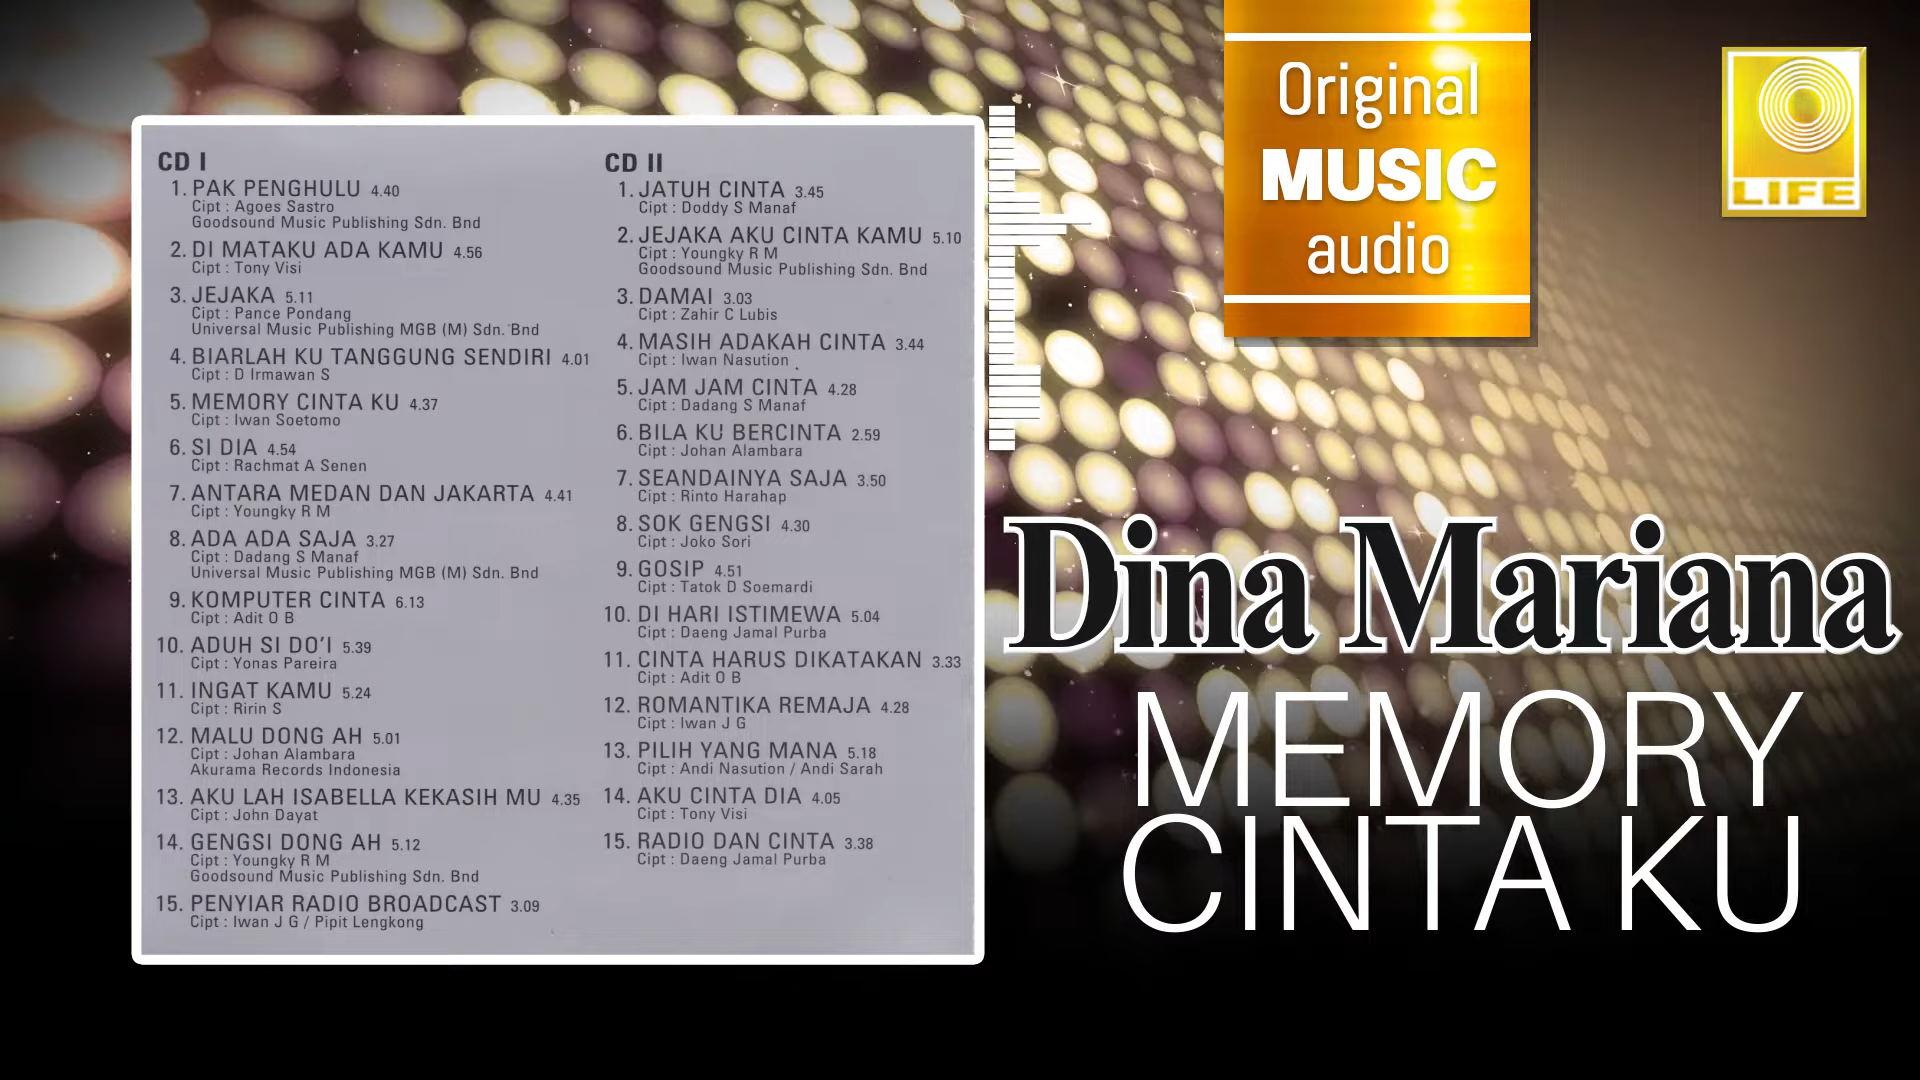 CD I
1. PAK PENGHULU 4.40
Cipt : Agoes Sastro
Goodsound Music Publishing Sdn. Bnd
2. DI MATAKU ADA KAMU 4.56
Cipt : Tony Visi
3. JEJAKA 5.11
Cipt : Pance Pondang
Universal Music Publishing MGB (M) Sdn. Bnd
4. BIARLAH KU TANGGUNG SENDIRI 4.01
Cipt : D Irmawan S
5. MEMORY CINTA KU 4.37
Cipt : Iwan Soetomo
6. SI DIA 4.54
Cipt : Rachmat A Senen
7. ANTARA MEDAN DAN JAKARTA 4.41
Cipt : Youngky R M
8. ADA ADA SAJA 3.27
Cipt : Dadang S Manaf
Universal Music Publishing MGB (M) Sdn. Bnd
9. KOMPUTER CINTA 6.13
Cipt : Adit O B
10. ADUH SI DO'I 5.39
Cipt : Yonas Pareira
11. INGAT KAMU 5.24
Cipt : Ririn S
12. MALU DONG AH 5.01
Cipt : Johan Alambara
Akurama Records Indonesia
13. AKU LAH ISABELLA KEKASIH MU 4.35
Cipt : John Dayat
14. GENGSI DONG AH 5.12
Cipt : Youngky R M
Goodsound Music Publishing Sdn. Bnd
15. PENYIAR RADIO BROADCAST 3.09
Cipt : Iwan J G / Pipit Lengkong
CD II
1. JATUH CINTA 3.45
Cipt : Doddy S Manaf
2. JEJAKA AKU CINTA KAMU 5.10
Cipt : Youngky R M
Goodsound Music Publishing Sdn. Bnd
3. DAMAI 3.03
Cipt : Zahir C Lubis
4. MASIH ADAKAH CINTA 3.44
Cipt : Iwan Nasution
5. JAM JAM CINTA 4.28
Cipt : Dadang S Manaf
6. BILA KU BERCINTA 2.59
Cipt : Johan Alambara
7. SEANDAINYA SAJA 3.50
Cipt : Rinto Harahap
8. SOK GENGSI 4.30
Cipt : Joko Sori
9. GOSIP 4.51
Cipt : Tatok D Soemardi
10. DI HARI ISTIMEWA 5.04
Cipt : Daeng Jamal Purba
11. CINTA HARUS DIKATAKAN 3.33
Cipt : Adit O B
12. ROMANTIKA REMAJA 4.28
Cipt : Iwan J G
13. PILIH YANG MANA 5.18
Cipt : Andi Nasution / Andi Sarah
14. AKU CINTA DIA 4.05
Cipt : Tony Visi
15. RADIO DAN CINTA 3.38
Cipt : Daeng Jamal Purba
Original
MUSIC
audio
LIFE
Dina Mariana
MEMORY
CINTA KU